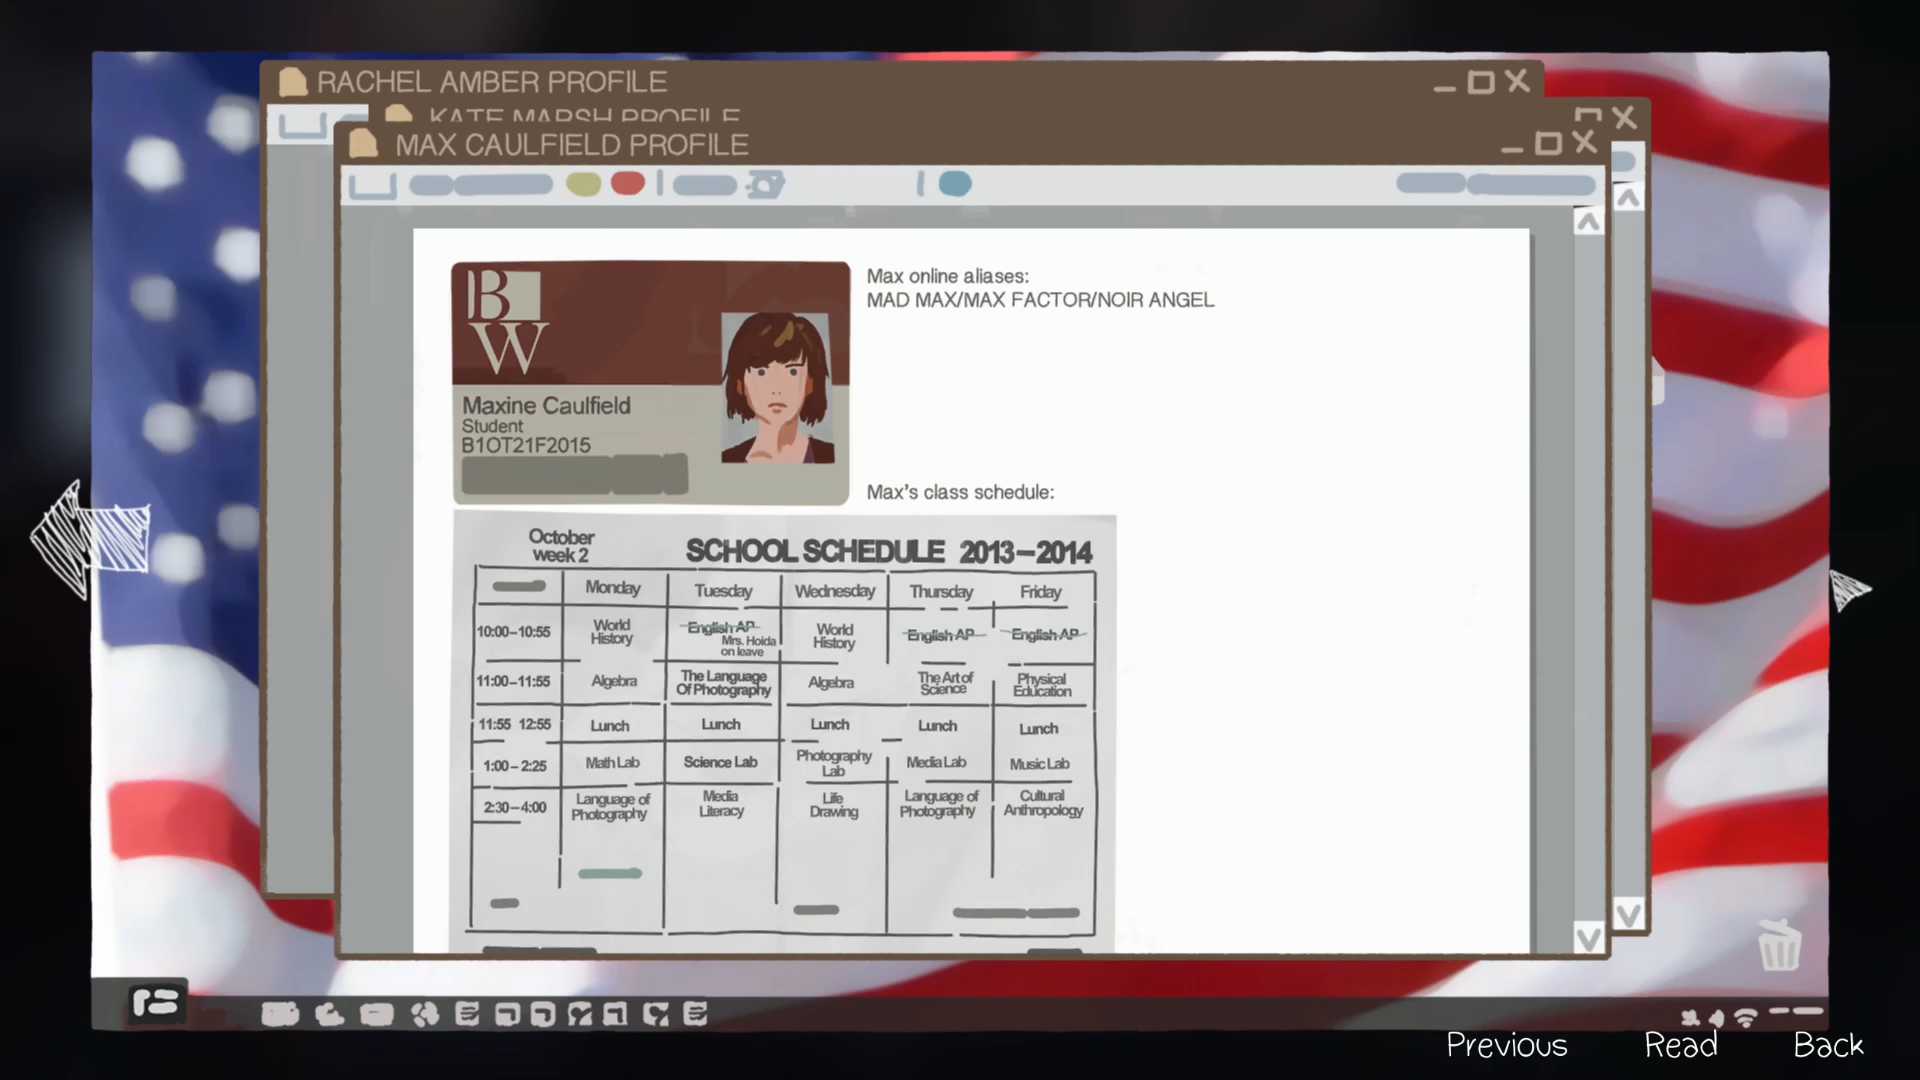 RACHEL AMBER PROFILE
KATE MARSH PROFILE
MAX CAULFIELD PROFILE
B
W
Maxine Caulfield
Student
B1OT21F2015
Max online aliases:
MAD MAX/MAX FACTOR/NOIR ANGEL
Max's class schedule:
October
week 2
SCHOOL SCHEDULE 2013-2014
Monday Tuesday Wednesday Thursday Friday
10:00-10:55 World History English AP Mrs. Hoida on leave World History English AP English AP
11:00-11:55 Algebra The Language Of Photography Algebra The Art of Science Physical Education
11:55 12:55 Lunch Lunch Lunch Lunch Lunch
1:00-2:25 Math Lab Science Lab Photography Lab Media Lab Music Lab
2:30-4:00 Language of Photography Media Literacy Life Drawing Language of Photography Cultural Anthropology
Previous Read Back